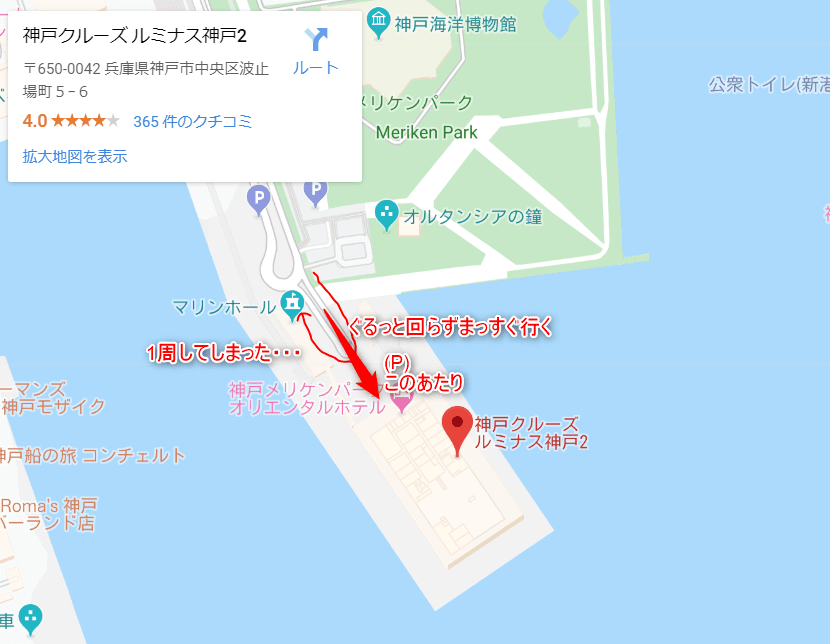 神戸クルーズ ルミナス神戸2
〒650-0042 兵庫県神戸市中央区波止
場町５−６
4.0 ★★★★★ 365 件のクチコミ
拡大地図を表示
ルート
神戸海洋博物館
メリケンパーク
Meriken Park
公衆トイレ(新港
P
P
オルタンシアの鐘
マリンホール
ぐるっと回らずまっすぐ行く
1周してしまった・・・
(P)
このあたり
神戸メリケンパーク
オリエンタルホテル
神戸クルーズ
ルミナス神戸2
ーマンズ
神戸モザイク
神戸船の旅 コンチェルト
Roma's 神戸
バーランド店
車